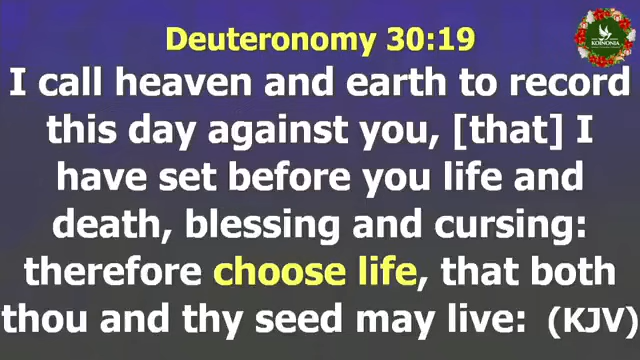 Deuteronomy 30:19
KOINONIA
I call heaven and earth to record
this day against you, [that] I
have set before you life and
death, blessing and cursing:
therefore choose life, that both
thou and thy seed may live: (KJV)